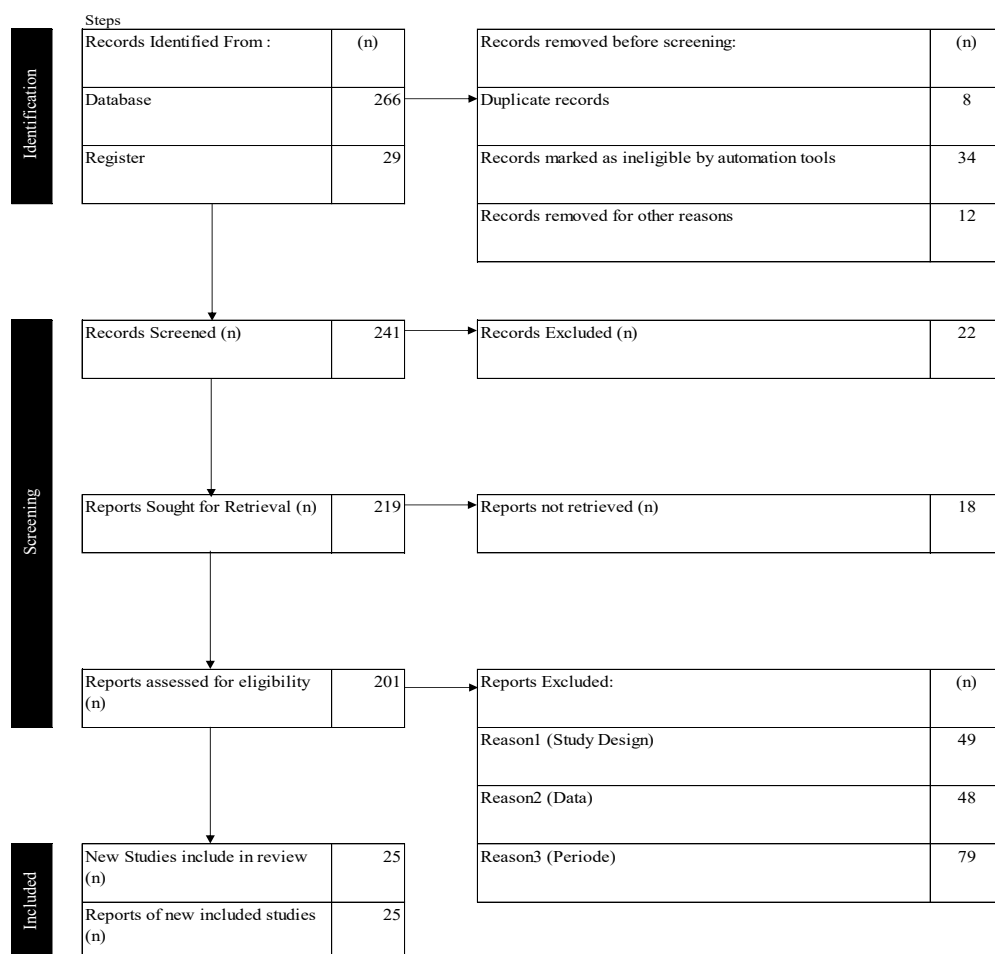 Steps
Identification
Records Identified From :
(n)
Database
266
Register
29
Records removed before screening:
(n)
Duplicate records
8
Records marked as ineligible by automation tools
34
Records removed for other reasons
12
Screening
Records Screened (n)
241
Records Excluded (n)
22
Reports Sought for Retrieval (n)
219
Reports not retrieved (n)
18
Reports assessed for eligibility
(n)
201
Reports Excluded:
(n)
Reason1 (Study Design)
49
Reason2 (Data)
48
Reason3 (Periode)
79
Included
New Studies include in review
(n)
25
Reports of new included studies
(n)
25